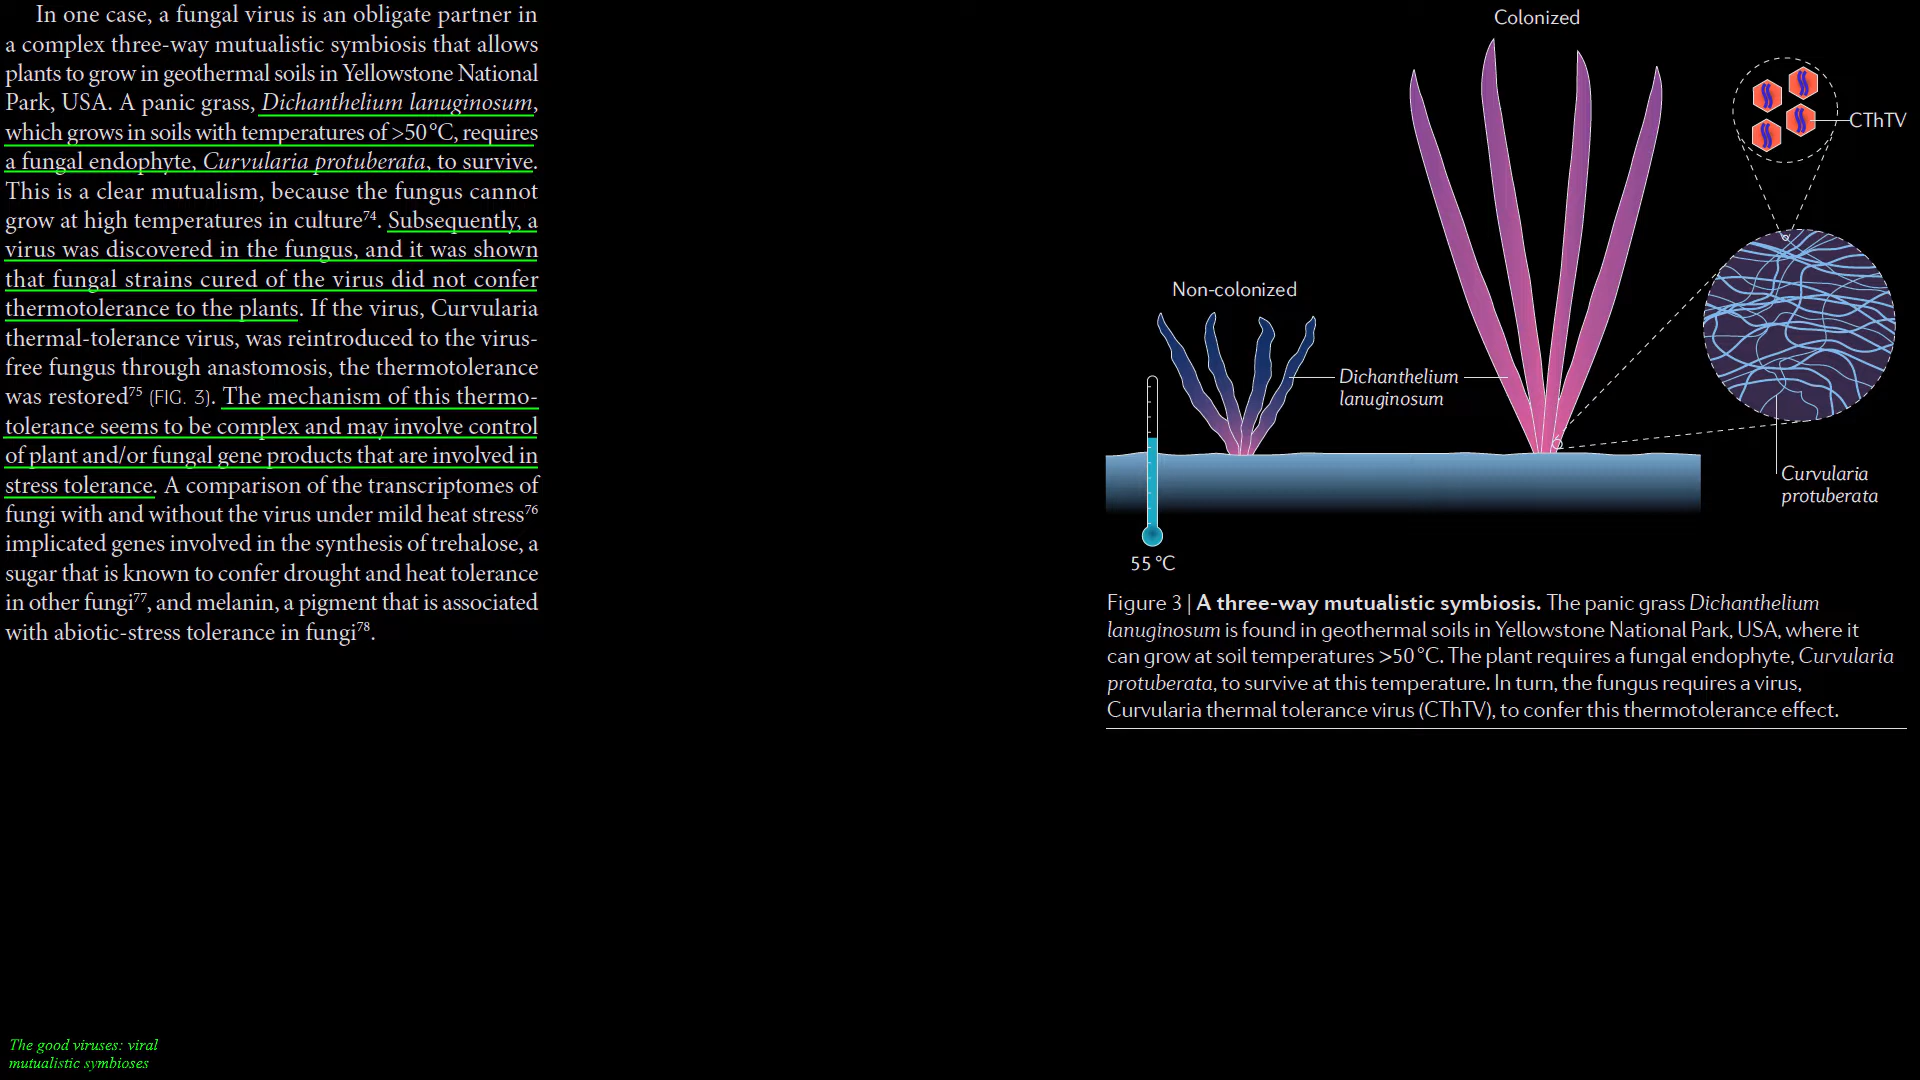 In one case, a fungal virus is an obligate partner in
a complex three-way mutualistic symbiosis that allows
plants to grow in geothermal soils in Yellowstone National
Park, USA. A panic grass, Dichanthelium lanuginosum,
which grows in soils with temperatures of >50 °C, requires
a fungal endophyte, Curvularia protuberata, to survive.
This is a clear mutualism, because the fungus cannot
grow at high temperatures in culture⁷⁴. Subsequently, a
virus was discovered in the fungus, and it was shown
that fungal strains cured of the virus did not confer
thermotolerance to the plants. If the virus, Curvularia
thermal-tolerance virus, was reintroduced to the virus-
free fungus through anastomosis, the thermotolerance
was restored⁷⁵ (FIG. 3). The mechanism of this thermo-
tolerance seems to be complex and may involve control
of plant and/or fungal gene products that are involved in
stress tolerance. A comparison of the transcriptomes of
fungi with and without the virus under mild heat stress⁷⁶
implicated genes involved in the synthesis of trehalose, a
sugar that is known to confer drought and heat tolerance
in other fungi⁷⁷, and melanin, a pigment that is associated
with abiotic-stress tolerance in fungi⁷⁸.
Colonized
CThTV
Non-colonized
Dichanthelium
lanuginosum
Curvularia
protuberata
55 °C
Figure 3 | A three-way mutualistic symbiosis. The panic grass Dichanthelium
lanuginosum is found in geothermal soils in Yellowstone National Park, USA, where it
can grow at soil temperatures >50 °C. The plant requires a fungal endophyte, Curvularia
protuberata, to survive at this temperature. In turn, the fungus requires a virus,
Curvularia thermal tolerance virus (CThTV), to confer this thermotolerance effect.
The good viruses: viral
mutualistic symbioses